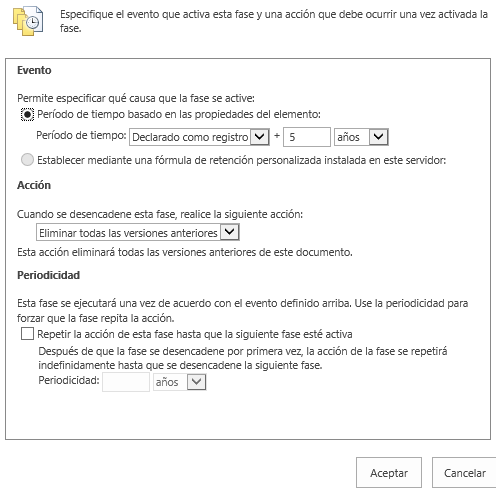 Especifique el evento que activa esta fase y una acción que debe ocurrir una vez activada la
fase.
Evento
Permite especificar qué causa que la fase se active:
Período de tiempo basado en las propiedades del elemento:
Período de tiempo: Declarado como registro + 5 años
Establecer mediante una fórmula de retención personalizada instalada en este servidor:
Acción
Cuando se desencadene esta fase, realice la siguiente acción:
Eliminar todas las versiones anteriores
Esta acción eliminará todas las versiones anteriores de este documento.
Periodicidad
Esta fase se ejecutará una vez de acuerdo con el evento definido arriba. Use la periodicidad para
forzar que la fase repita la acción.
Repetir la acción de esta fase hasta que la siguiente fase esté activa
Después de que la fase se desencadene por primera vez, la acción de la fase se repetirá
indefinidamente hasta que se desencadene la siguiente fase.
Periodicidad: años
Aceptar Cancelar